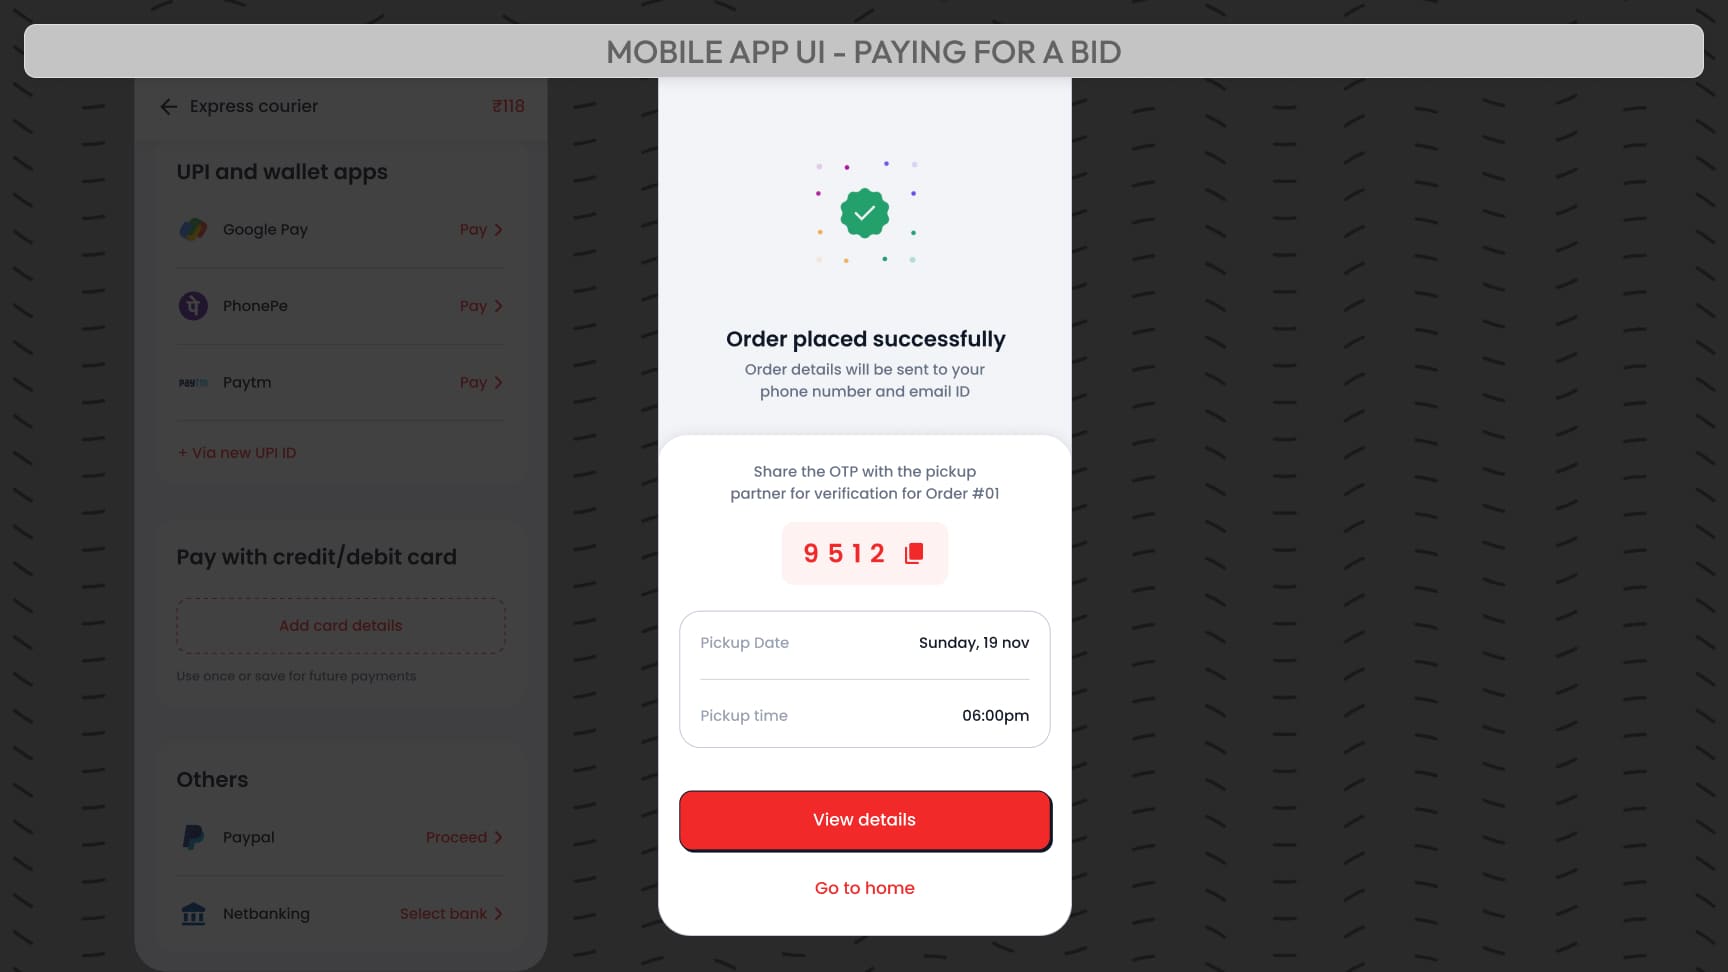 MOBILE APP UI - PAYING FOR A BID
Express courier
₹118
UPI and wallet apps
Google Pay
Pay
पे
PhonePe
Pay
paytm
Paytm
Pay
+ Via new UPI ID
Pay with credit/debit card
Add card details
Use once or save for future payments
Others
Paypal
Proceed
Netbanking
Select bank
Order placed successfully
Order details will be sent to your
phone number and email ID
Share the OTP with the pickup
partner for verification for Order #01
9 5 1 2
Pickup Date
Sunday, 19 nov
Pickup time
06:00pm
View details
Go to home